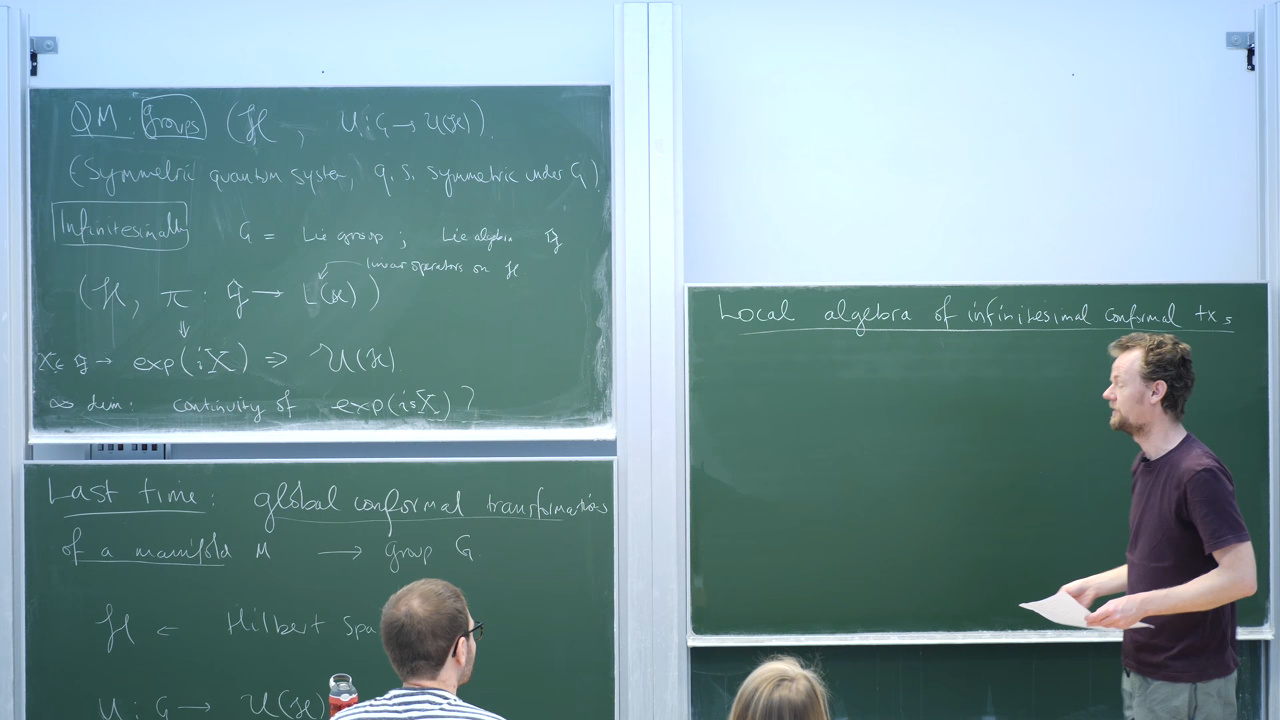 QM: groups (ℋ, U: G → U(ℋ))
(Symmetric quantum system, q. s. symmetric under G)
Infinitesimally G = Lie group ; Lie algebra 𝔤
linear operators on ℋ
(ℋ, π: 𝔤 → L(ℋ))
⇓
X ∈ 𝔤 → exp(iX) ⇒ U(ℋ).
∞ dim: continuity of exp(isX)?
Last time: global conformal transformations
of a manifold M → group G.
ℋ ← Hilbert Spa
U: G → U(ℋ)
Local algebra of infinitesimal conformal txs